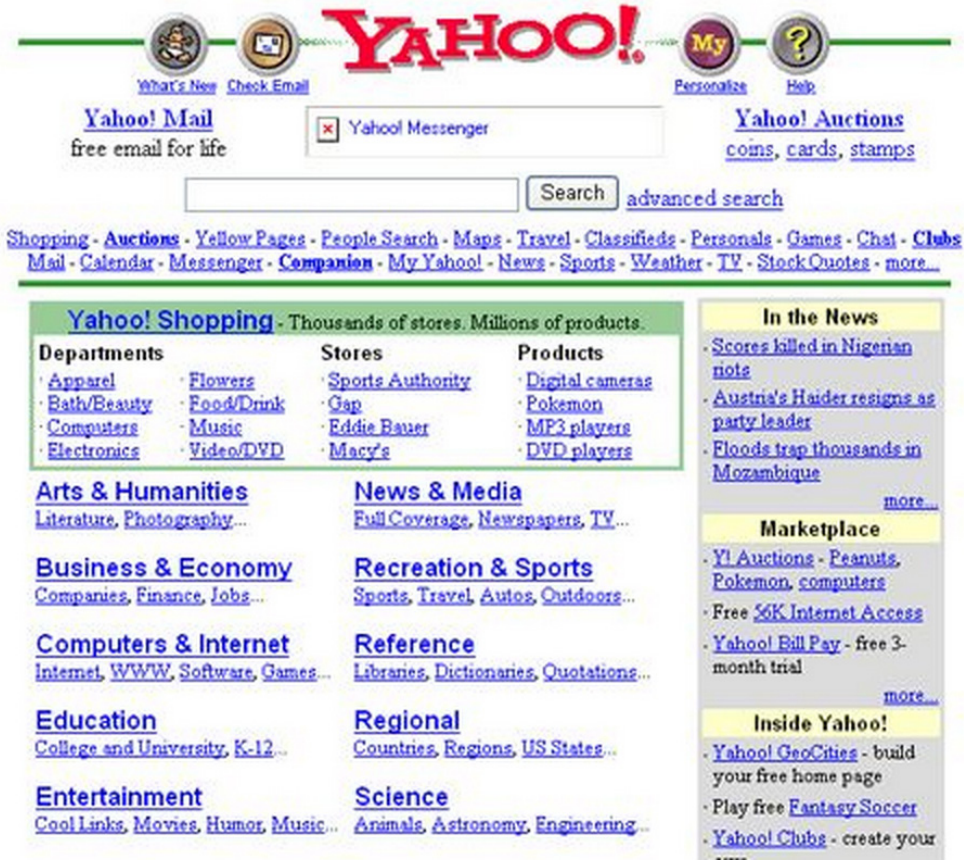 YAHOO!
My
?
What's New
Check Email
Personalize
Help
Yahoo! Mail
free email for life
Yahoo! Messenger
Yahoo! Auctions
coins, cards, stamps
Search
advanced search
Shopping - Auctions - Yellow Pages - People Search - Maps - Travel - Classifieds - Personals - Games - Chat - Clubs
Mail - Calendar - Messenger - Companion - My Yahoo! - News - Sports - Weather - TV - Stock Quotes - more...
Yahoo! Shopping - Thousands of stores. Millions of products.
Departments
· Apparel
· Bath/Beauty
· Computers
· Electronics
· Flowers
· Food/Drink
· Music
· Video/DVD
Stores
· Sports Authority
· Gap
· Eddie Bauer
· Macy's
Products
· Digital cameras
· Pokemon
· MP3 players
· DVD players
Arts & Humanities
Literature, Photography...
Business & Economy
Companies, Finance, Jobs...
Computers & Internet
Internet, WWW, Software, Games...
Education
College and University, K-12...
Entertainment
Cool Links, Movies, Humor, Music...
News & Media
Full Coverage, Newspapers, TV...
Recreation & Sports
Sports, Travel, Autos, Outdoors...
Reference
Libraries, Dictionaries, Quotations...
Regional
Countries, Regions, US States...
Science
Animals, Astronomy, Engineering...
In the News
· Scores killed in Nigerian
riots
· Austria's Haider resigns as
party leader
· Floods trap thousands in
Mozambique
more...
Marketplace
· Y! Auctions - Peanuts,
Pokemon, computers
· Free 56K Internet Access
· Yahoo! Bill Pay - free 3-
month trial
more...
Inside Yahoo!
· Yahoo! GeoCities - build
your free home page
· Play free Fantasy Soccer
· Yahoo! Clubs - create your